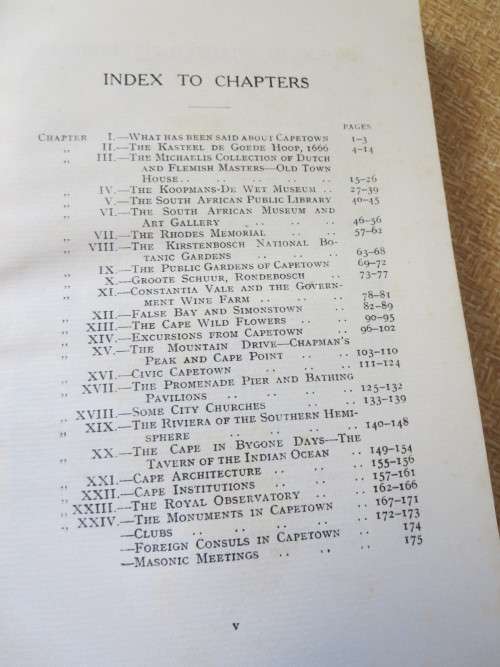 INDEX TO CHAPTERS
PAGES
CHAPTER I.—WHAT HAS BEEN SAID ABOUT CAPETOWN 1–3
„ II.—THE KASTEEL DE GOEDE HOOP, 1666 4–14
„ III.—THE MICHAELIS COLLECTION OF DUTCH
AND FLEMISH MASTERS—OLD TOWN
HOUSE .. .. .. .. .. 15–26
„ IV.—THE KOOPMANS-DE WET MUSEUM .. 27–39
„ V.—THE SOUTH AFRICAN PUBLIC LIBRARY 40–45
„ VI.—THE SOUTH AFRICAN MUSEUM AND
ART GALLERY .. .. .. 46–56
„ VII.—THE RHODES MEMORIAL .. .. 57–62
„ VIII.—THE KIRSTENBOSCH NATIONAL BO-
TANIC GARDENS .. .. .. 63–68
„ IX.—THE PUBLIC GARDENS OF CAPETOWN 69–72
„ X.—GROOTE SCHUUR, RONDEBOSCH .. 73–77
„ XI.—CONSTANTIA VALE AND THE GOVERN-
MENT WINE FARM .. .. .. 78–81
„ XII.—FALSE BAY AND SIMONSTOWN .. 82–89
„ XIII.—THE CAPE WILD FLOWERS .. .. 90–95
„ XIV.—EXCURSIONS FROM CAPETOWN .. 96–102
„ XV.—THE MOUNTAIN DRIVE—CHAPMAN'S
PEAK AND CAPE POINT .. .. 103–110
„ XVI.—CIVIC CAPETOWN .. .. .. 111–124
„ XVII.—THE PROMENADE PIER AND BATHING
PAVILIONS .. .. .. .. 125–132
„ XVIII.—SOME CITY CHURCHES .. .. 133–139
„ XIX.—THE RIVIERA OF THE SOUTHERN HEMI-
SPHERE .. .. .. .. 140–148
„ XX.—THE CAPE IN BYGONE DAYS—THE
TAVERN OF THE INDIAN OCEAN .. 149–154
„ XXI.—CAPE ARCHITECTURE .. .. .. 155–156
„ XXII.—CAPE INSTITUTIONS .. .. .. 157–161
„ XXIII.—THE ROYAL OBSERVATORY .. .. 162–166
„ XXIV.—THE MONUMENTS IN CAPETOWN .. 167–171
—CLUBS .. .. .. .. .. 172–173
—FOREIGN CONSULS IN CAPETOWN .. 174
—MASONIC MEETINGS .. .. .. 175
v